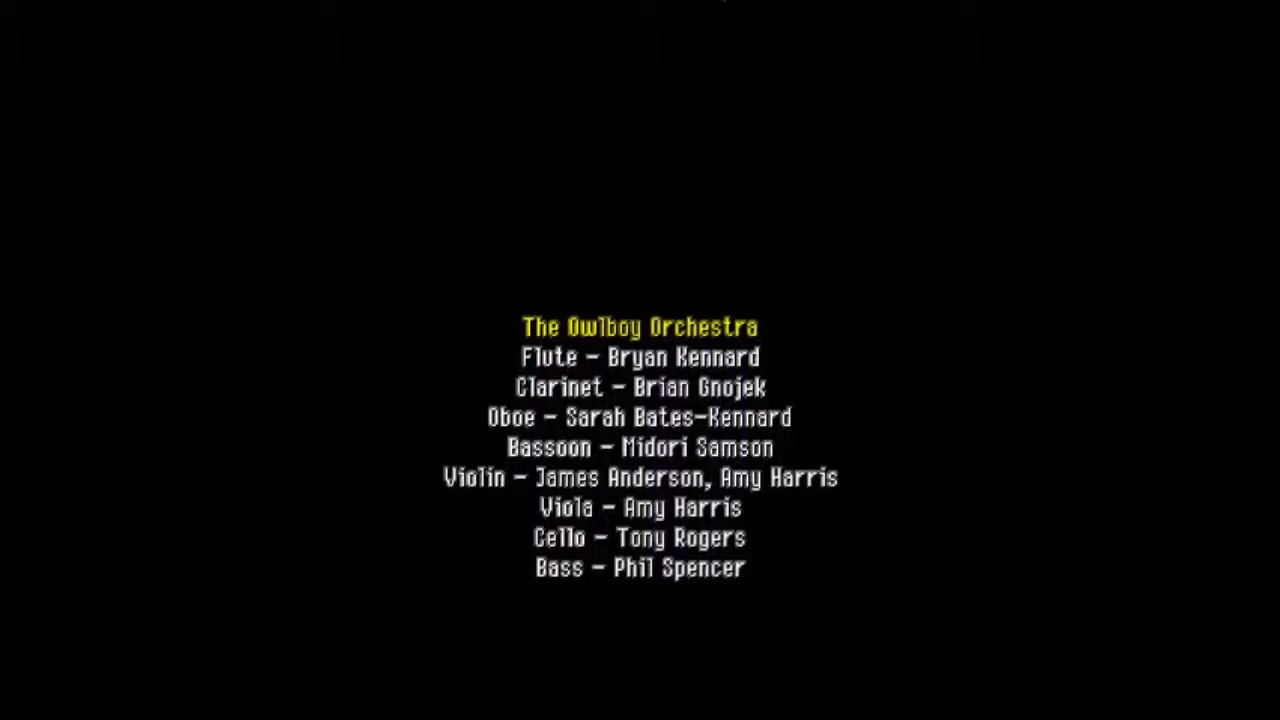 The Owlboy Orchestra
Flute - Bryan Kennard
Clarinet - Brian Gnojek
Oboe - Sarah Bates-Kennard
Bassoon - Midori Samson
Violin - James Anderson, Amy Harris
Viola - Amy Harris
Cello - Tony Rogers
Bass - Phil Spencer